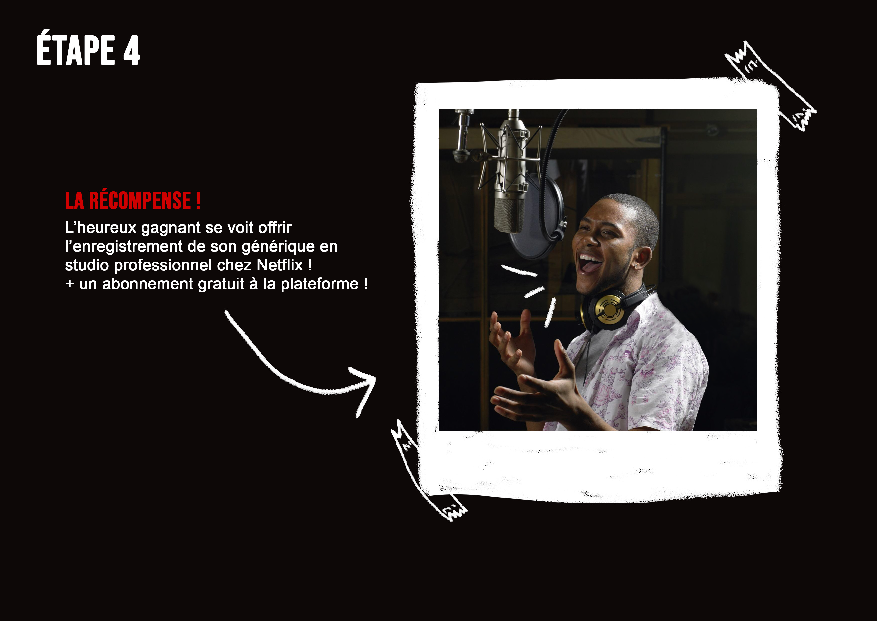 ÉTAPE 4
LA RÉCOMPENSE !
L'heureux gagnant se voit offrir
l'enregistrement de son générique en
studio professionnel chez Netflix !
+ un abonnement gratuit à la plateforme !